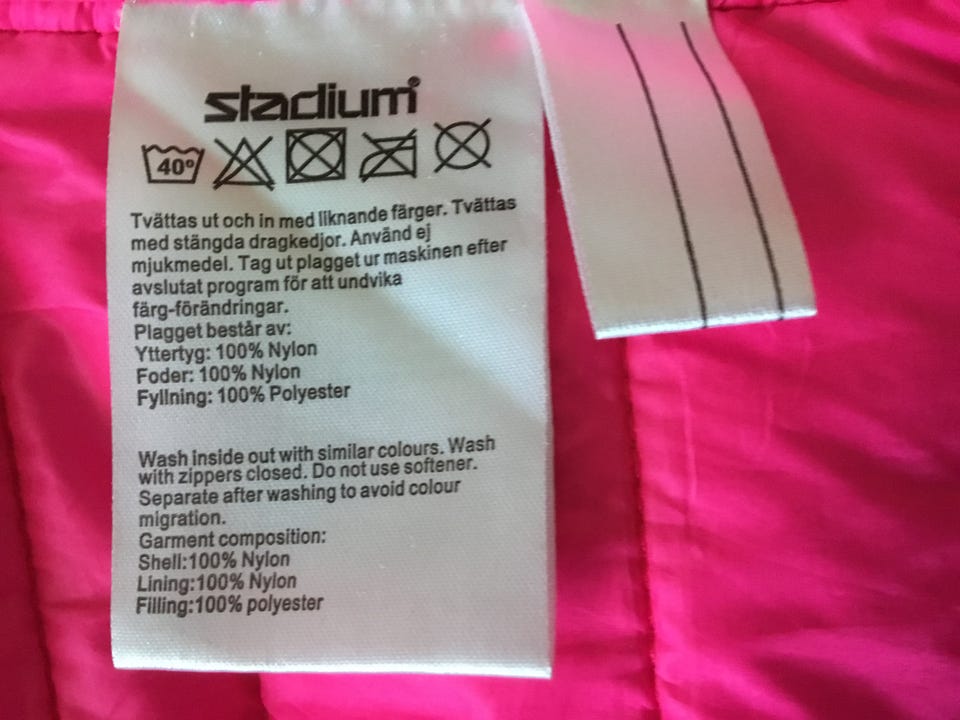 stadium®
40°
Tvättas ut och in med liknande färger. Tvättas
med stängda dragkedjor. Använd ej
mjukmedel. Tag ut plagget ur maskinen efter
avslutat program för att undvika
färg-förändringar.
Plagget består av:
Yttertyg: 100% Nylon
Foder: 100% Nylon
Fyllning: 100% Polyester
Wash inside out with similar colours. Wash
with zippers closed. Do not use softener.
Separate after washing to avoid colour
migration.
Garment composition:
Shell:100% Nylon
Lining:100% Nylon
Filling:100% polyester